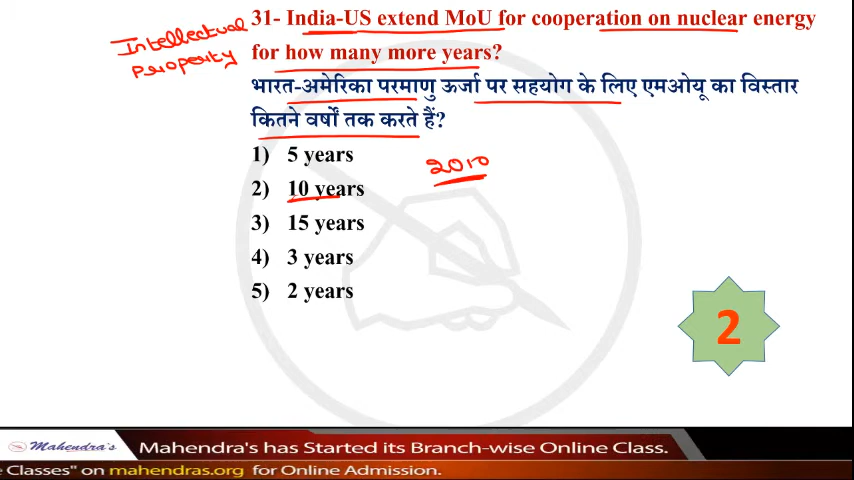 Intellectual
Property
31- India-US extend MoU for cooperation on nuclear energy
for how many more years?
भारत-अमेरिका परमाणु ऊर्जा पर सहयोग के लिए एमओयू का विस्तार
कितने वर्षों तक करते हैं?
1) 5 years
2010
2) 10 years
3) 15 years
4) 3 years
5) 2 years
2
Mahendra's
Mahendra's has Started its Branch-wise Online Class.
e Classes" on mahendras.org for Online Admission.